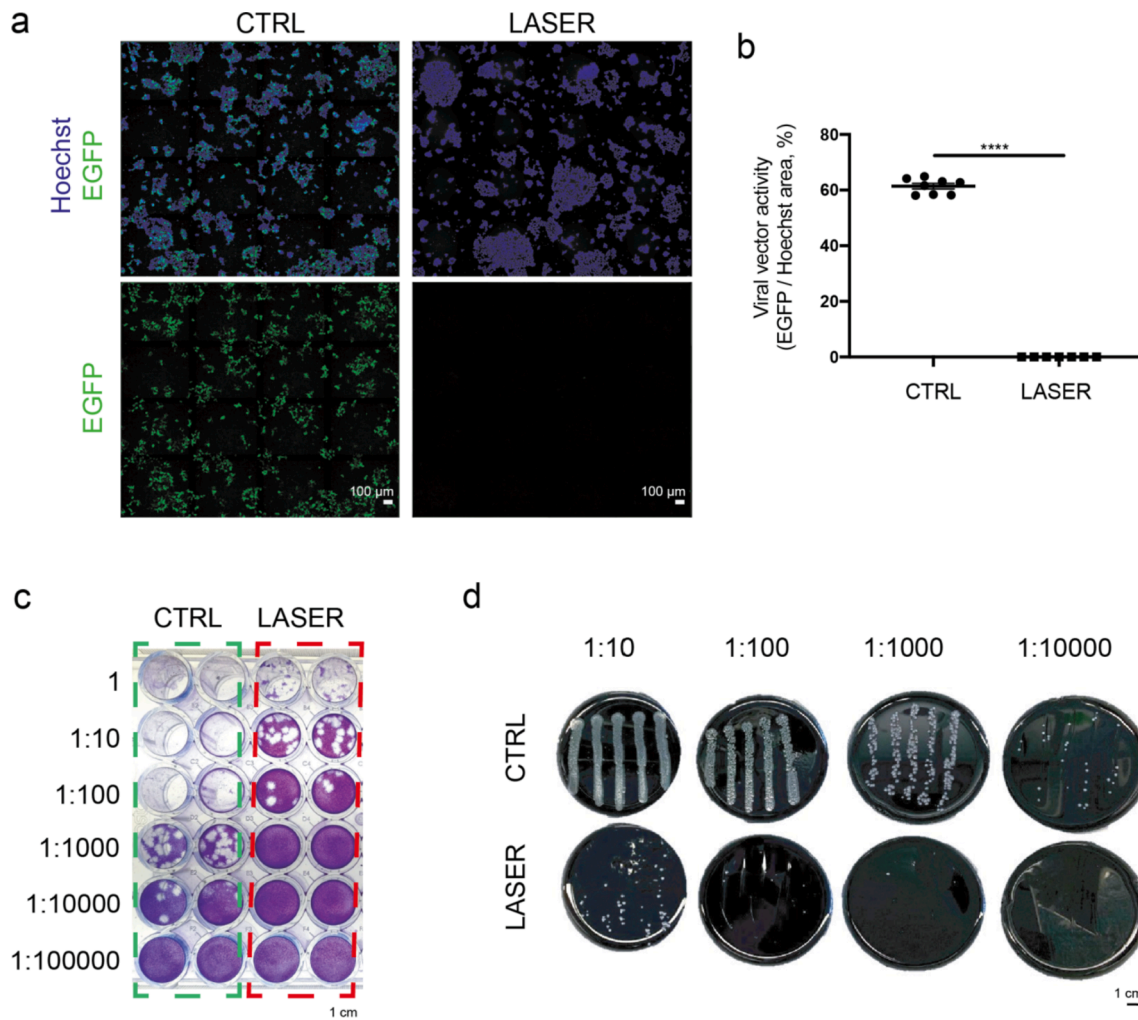 a
CTRL
LASER
Hoechst
EGFP
EGFP
100 µm
100 µm
b
Viral vector activity
(EGFP / Hoechst area, %)
80
60
40
20
0
****
CTRL
LASER
c
CTRL
LASER
1
1:10
1:100
1:1000
1:10000
1:100000
1 cm
d
1:10
1:100
1:1000
1:10000
CTRL
LASER
1 cm